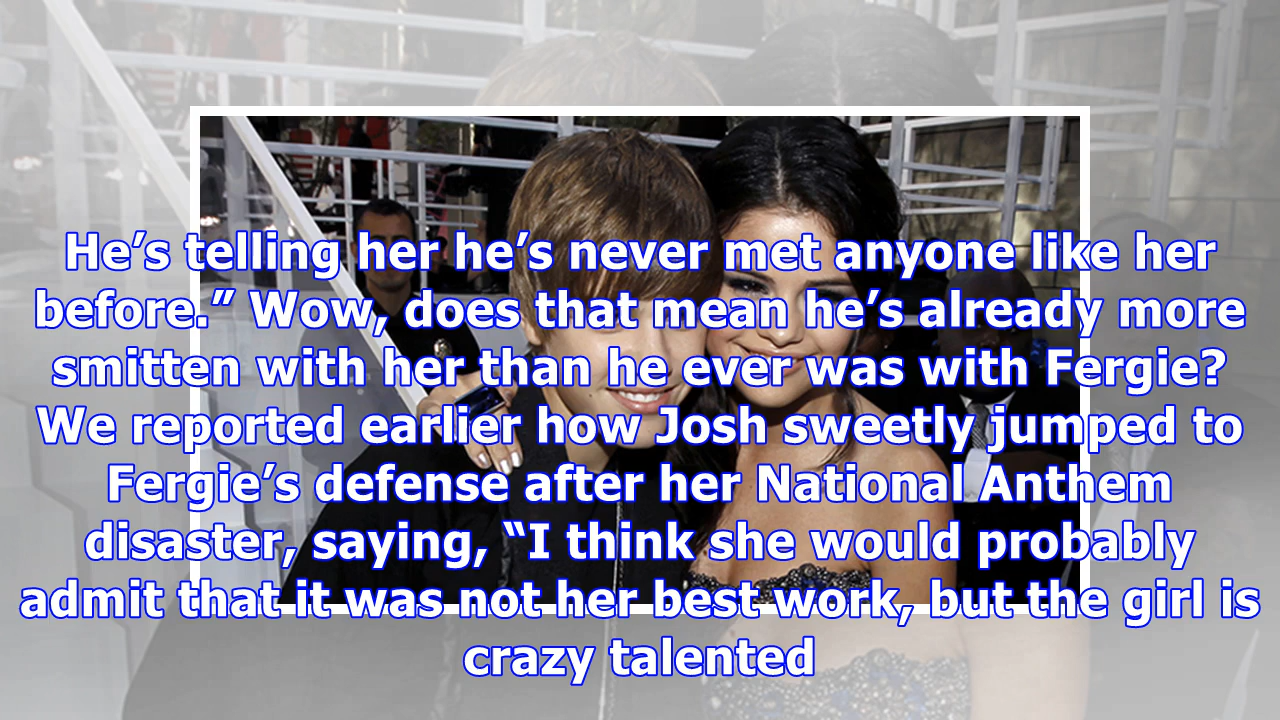 He’s telling her he’s never met anyone like her
before.” Wow, does that mean he’s already more
smitten with her than he ever was with Fergie?
We reported earlier how Josh sweetly jumped to
Fergie’s defense after her National Anthem
disaster, saying, “I think she would probably
admit that it was not her best work, but the girl is
crazy talented